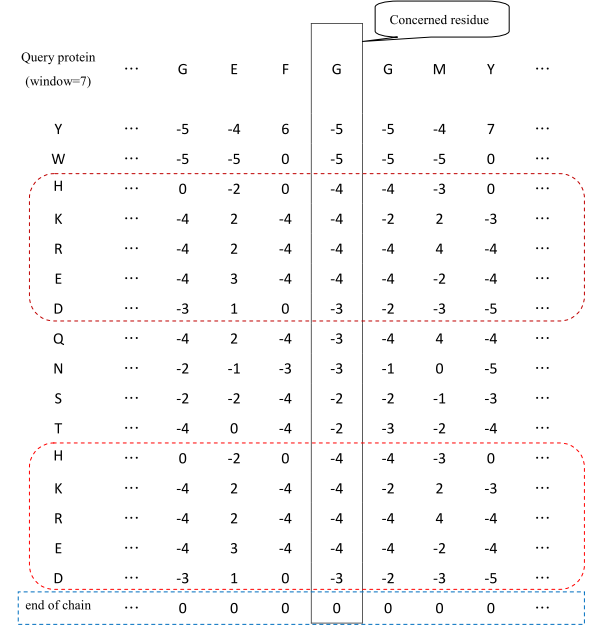 Concerned residue
Query protein
(window=7) ⋯ G E F G G M Y ⋯
Y ⋯ -5 -4 6 -5 -5 -4 7 ⋯
W ⋯ -5 -5 0 -5 -5 -5 0 ⋯
H ⋯ 0 -2 0 -4 -4 -3 0 ⋯
K ⋯ -4 2 -4 -4 -2 2 -3 ⋯
R ⋯ -4 2 -4 -4 -4 4 -4 ⋯
E ⋯ -4 3 -4 -4 -4 -2 -4 ⋯
D ⋯ -3 1 0 -3 -2 -3 -5 ⋯
Q ⋯ -4 2 -4 -3 -4 4 -4 ⋯
N ⋯ -2 -1 -3 -3 -1 0 -5 ⋯
S ⋯ -2 -2 -4 -2 -2 -1 -3 ⋯
T ⋯ -4 0 -4 -2 -3 -2 -4 ⋯
H ⋯ 0 -2 0 -4 -4 -3 0 ⋯
K ⋯ -4 2 -4 -4 -2 2 -3 ⋯
R ⋯ -4 2 -4 -4 -4 4 -4 ⋯
E ⋯ -4 3 -4 -4 -4 -2 -4 ⋯
D ⋯ -3 1 0 -3 -2 -3 -5 ⋯
end of chain ⋯ 0 0 0 0 0 0 0 ⋯